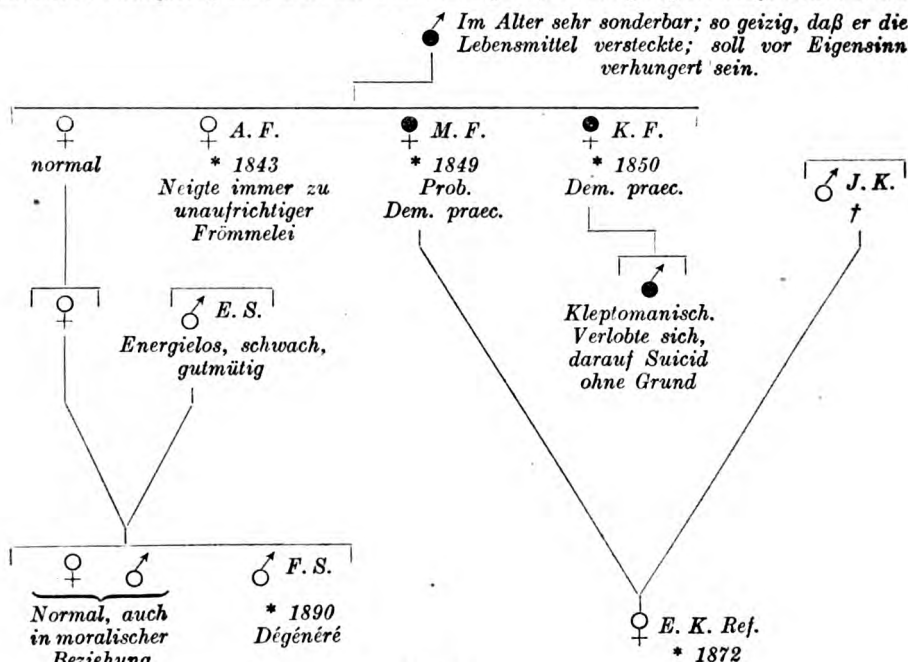 Im Alter sehr sonderbar; so geizig, daß er die
Lebensmittel versteckte; soll vor Eigensinn
verhungert sein.
normal
A. F.
* 1843
Neigte immer zu
unaufrichtiger
Frömmelei
M. F.
* 1849
Prob.
Dem. praec.
K. F.
* 1850
Dem. praec.
J. K.
†
E. S.
Energielos, schwach,
gutmütig
Kleptomanisch.
Verlobte sich,
darauf Suicid
ohne Grund
Normal, auch
in moralischer
Beziehung
F. S.
* 1890
Dégénéré
E. K. Ref.
* 1872